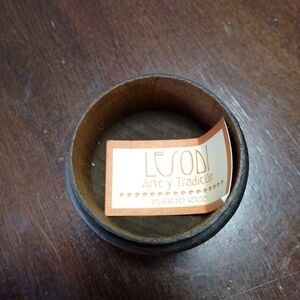 LESODI
Arte y Tradición
PUERTO RICO